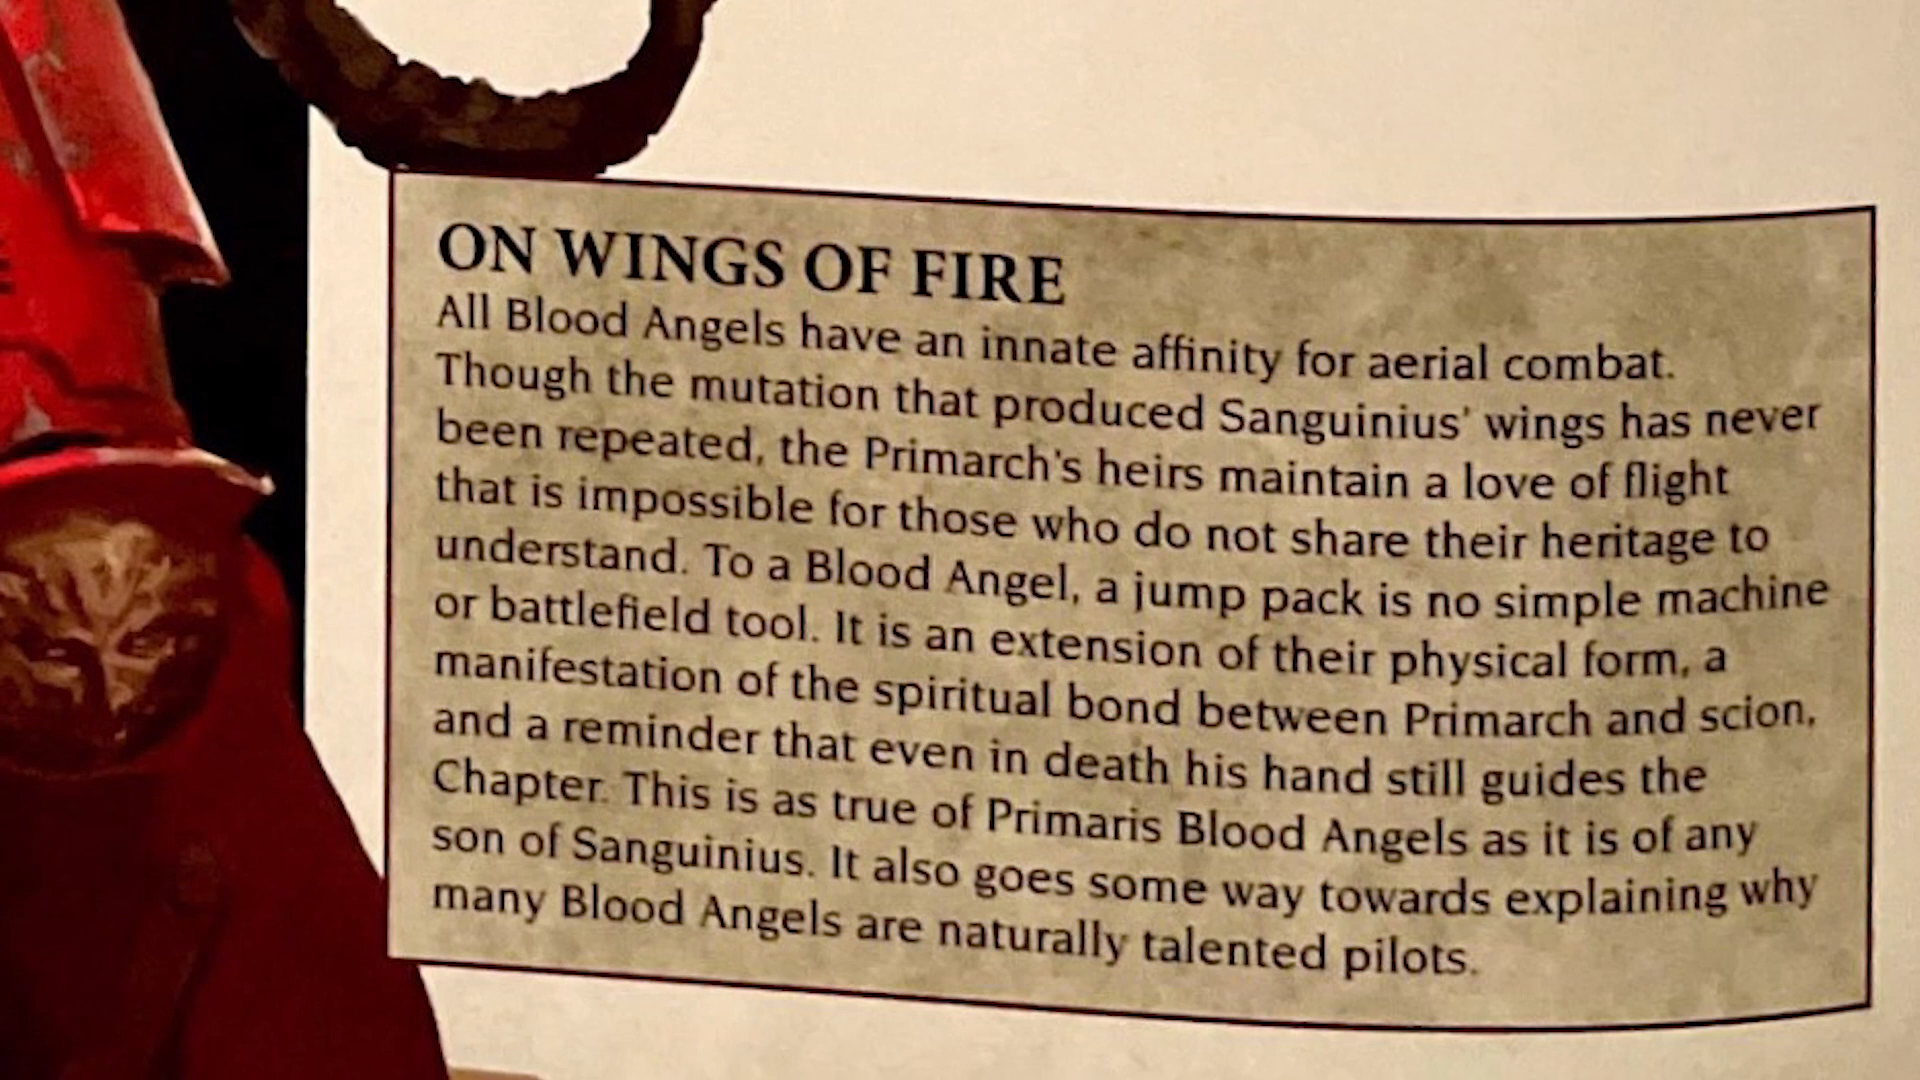 ON WINGS OF FIRE
All Blood Angels have an innate affinity for aerial combat.
Though the mutation that produced Sanguinius' wings has never
been repeated, the Primarch's heirs maintain a love of flight
that is impossible for those who do not share their heritage to
understand. To a Blood Angel, a jump pack is no simple machine
or battlefield tool. It is an extension of their physical form, a
manifestation of the spiritual bond between Primarch and scion,
and a reminder that even in death his hand still guides the
Chapter. This is as true of Primaris Blood Angels as it is of any
son of Sanguinius. It also goes some way towards explaining why
many Blood Angels are naturally talented pilots.